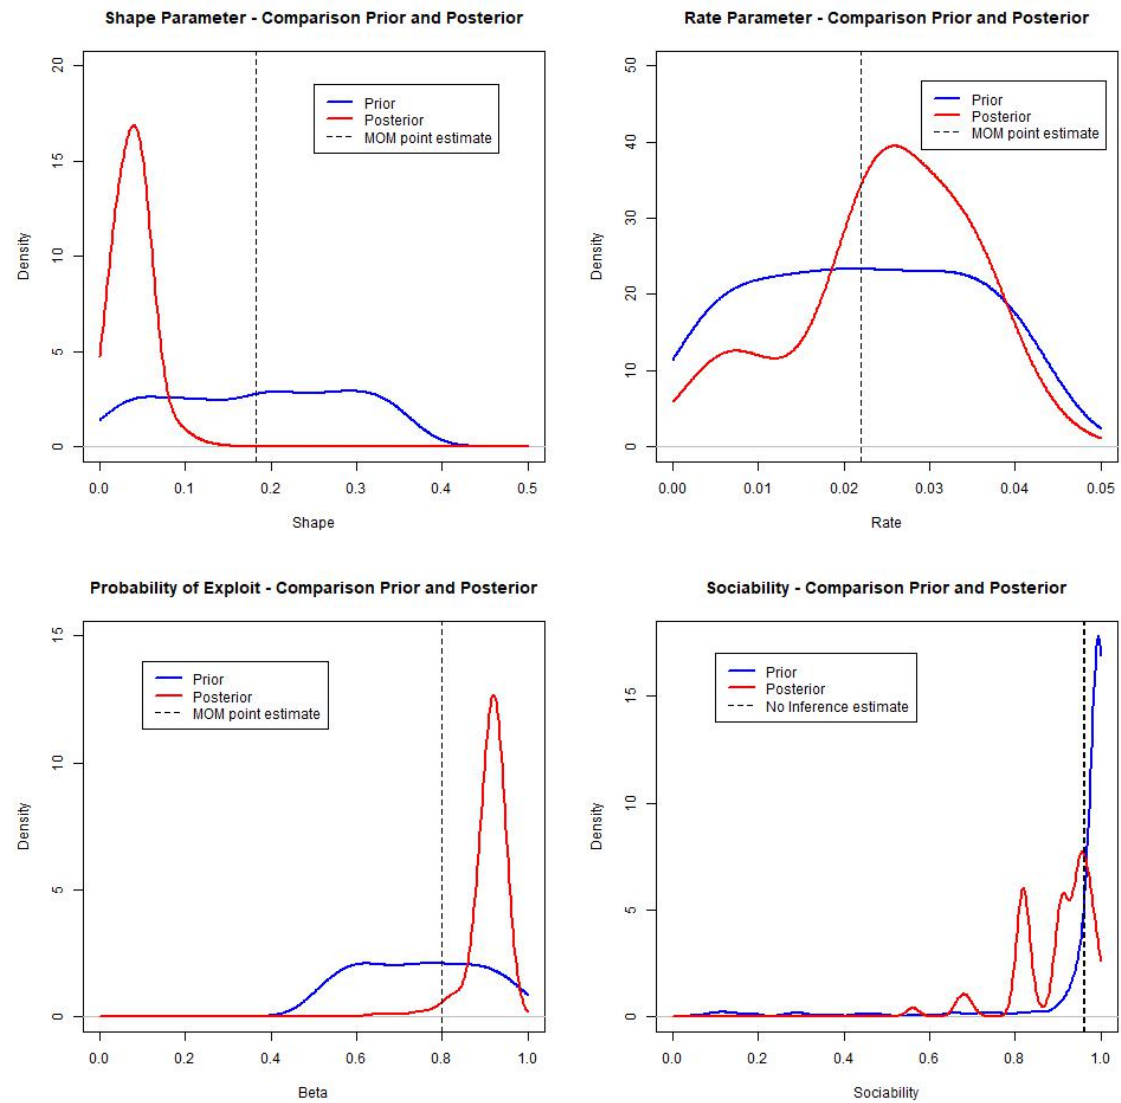 Shape Parameter - Comparison Prior and Posterior
20
15
10
5
0
Density
Prior
Posterior
MOM point estimate
0.0 0.1 0.2 0.3 0.4 0.5
Shape
Rate Parameter - Comparison Prior and Posterior
50
40
30
20
10
0
Density
Prior
Posterior
MOM point estimate
0.00 0.01 0.02 0.03 0.04 0.05
Rate
Probability of Exploit - Comparison Prior and Posterior
15
10
5
0
Density
Prior
Posterior
MOM point estimate
0.0 0.2 0.4 0.6 0.8 1.0
Beta
Sociability - Comparison Prior and Posterior
15
10
5
0
Density
Prior
Posterior
No Inference estimate
0.0 0.2 0.4 0.6 0.8 1.0
Sociability